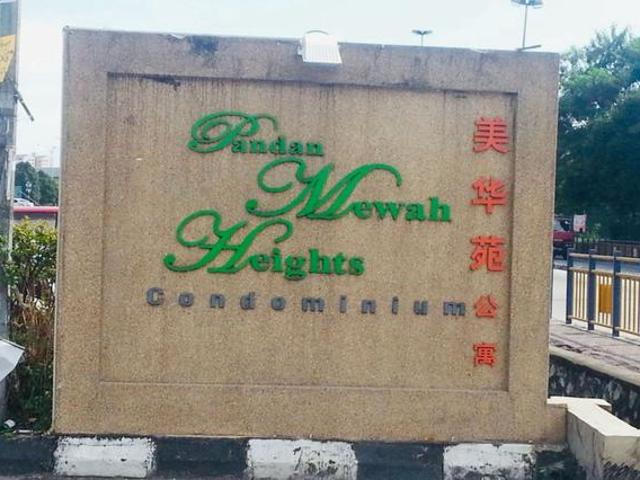 Pandan
Mewah
Heights
Condominium
美华苑公寓